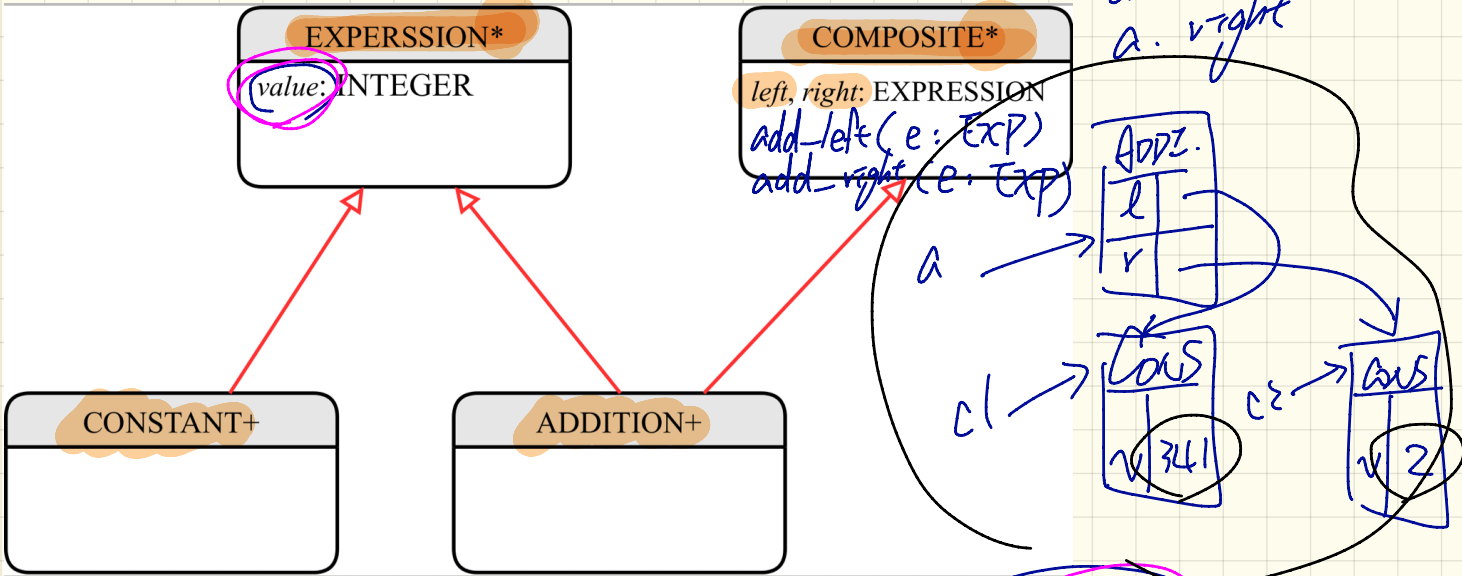 EXPERSSION*
value: INTEGER
COMPOSITE*
left, right: EXPRESSION
add_left(e: Exp)
add_right(e: Exp)
CONSTANT+
ADDITION+
a. right
ADDI.
l
r
a
c1
CONS
v 341
c2
CONS
v 2